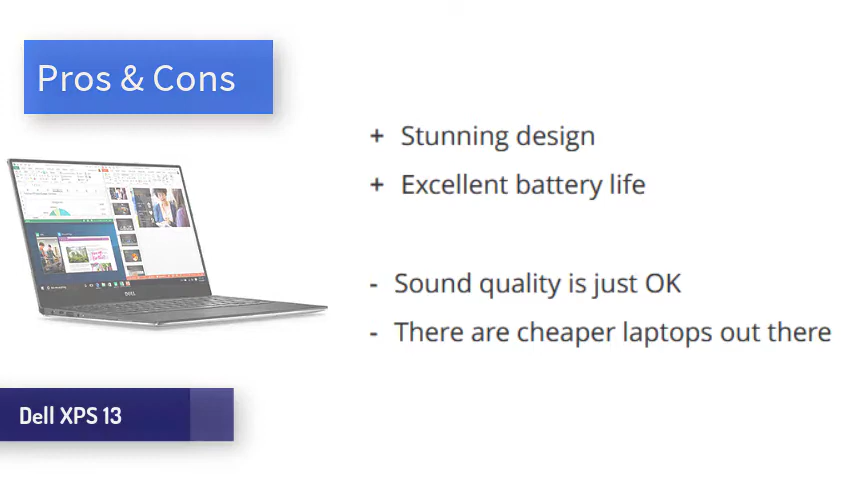 Pros & Cons
+ Stunning design
+ Excellent battery life
- Sound quality is just OK
- There are cheaper laptops out there
DELL
Dell XPS 13